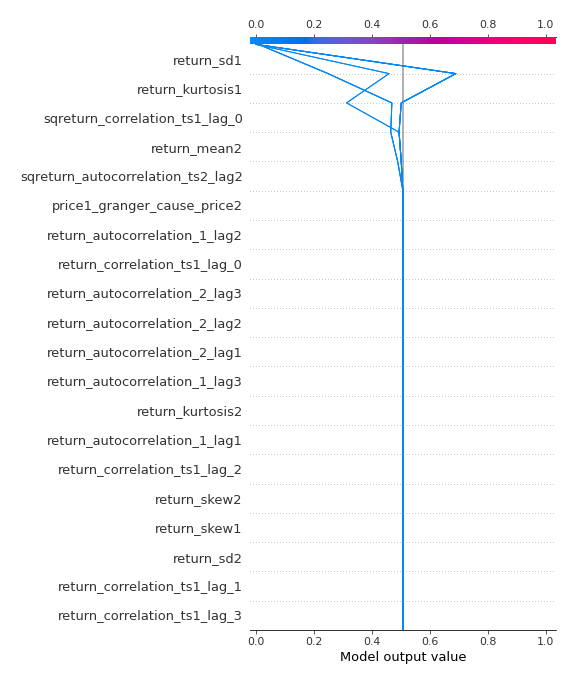 0.0 0.2 0.4 0.6 0.8 1.0
return_sd1
return_kurtosis1
sqreturn_correlation_ts1_lag_0
return_mean2
sqreturn_autocorrelation_ts2_lag2
price1_granger_cause_price2
return_autocorrelation_1_lag2
return_correlation_ts1_lag_0
return_autocorrelation_2_lag3
return_autocorrelation_2_lag2
return_autocorrelation_2_lag1
return_autocorrelation_1_lag3
return_kurtosis2
return_autocorrelation_1_lag1
return_correlation_ts1_lag_2
return_skew2
return_skew1
return_sd2
return_correlation_ts1_lag_1
return_correlation_ts1_lag_3
0.0 0.2 0.4 0.6 0.8 1.0
Model output value